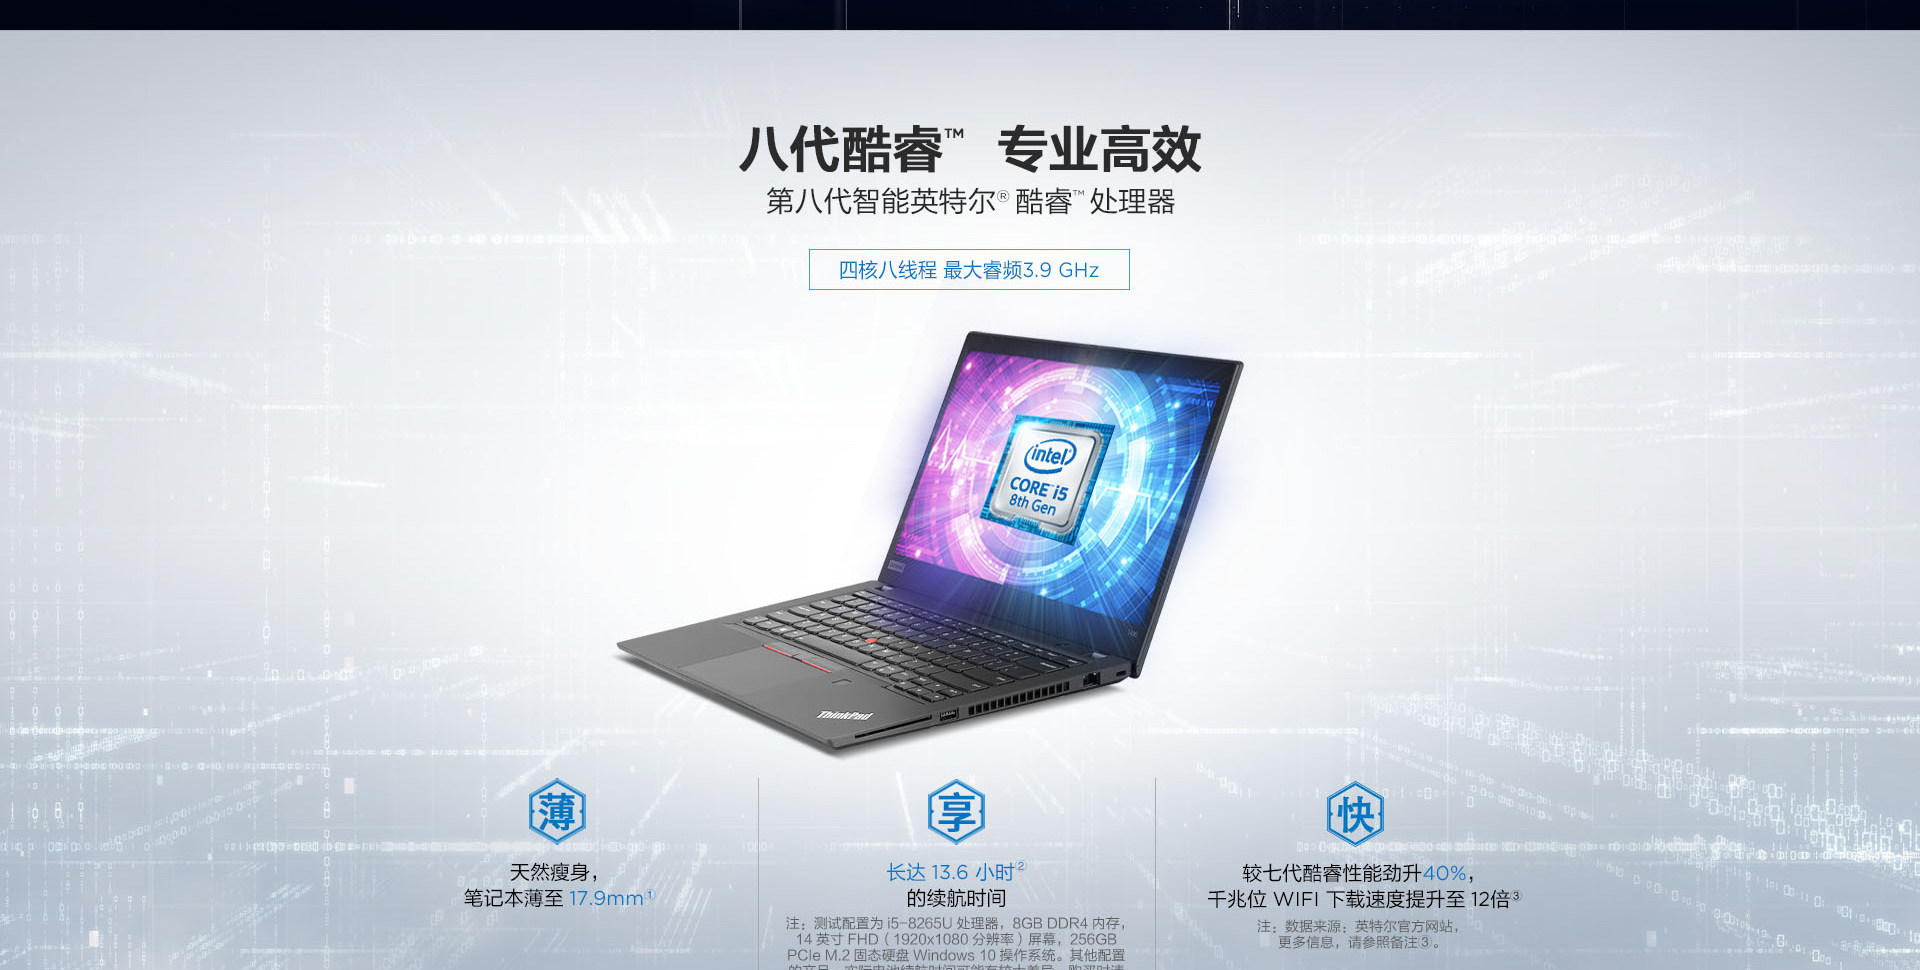 八代酷睿™ 专业高效
第八代智能英特尔® 酷睿™ 处理器
四核八线程 最大睿频3.9 GHz
intel
CORE™ i5
8th Gen
ThinkPad
薄
天然瘦身，
笔记本薄至 17.9mm①
享
长达 13.6 小时②
的续航时间
注：测试配置为 i5-8265U 处理器，8GB DDR4 内存，
14 英寸 FHD（1920x1080 分辨率）屏幕，256GB
PCIe M.2 固态硬盘 Windows 10 操作系统。其他配置
快
较七代酷睿性能劲升40%，
千兆位 WIFI 下载速度提升至 12倍③
注：数据来源：英特尔官方网站，
更多信息，请参照备注③。